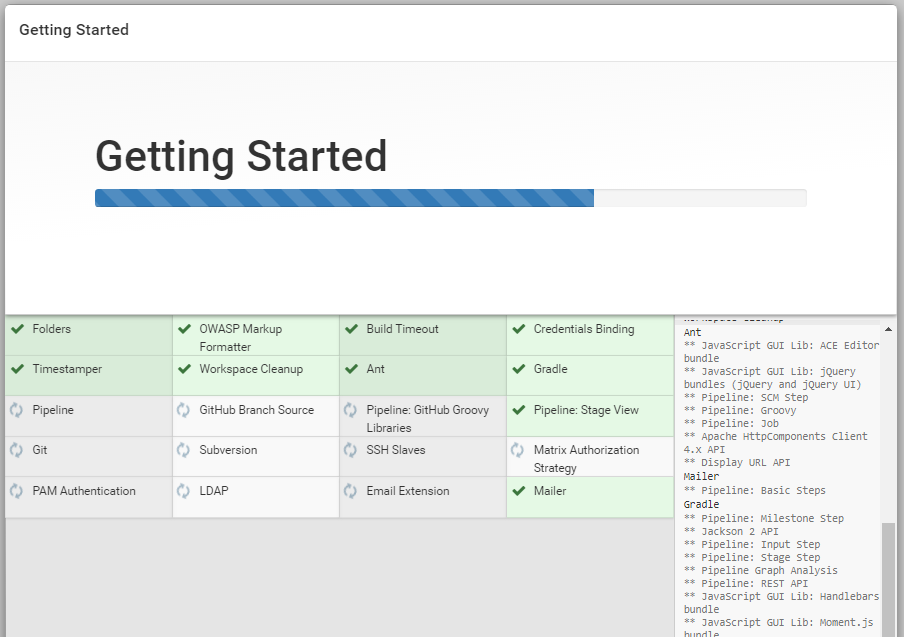 Getting Started
Getting Started
Folders
OWASP Markup
Formatter
Build Timeout
Credentials Binding
Timestamper
Workspace Cleanup
Ant
Gradle
Pipeline
GitHub Branch Source
Pipeline: GitHub Groovy
Libraries
Pipeline: Stage View
Git
Subversion
SSH Slaves
Matrix Authorization
Strategy
PAM Authentication
LDAP
Email Extension
Mailer
Workspace Cleanup
Ant
** JavaScript GUI Lib: ACE Editor
bundle
** JavaScript GUI Lib: jQuery
bundles (jQuery and jQuery UI)
** Pipeline: SCM Step
** Pipeline: Groovy
** Pipeline: Job
** Apache HttpComponents Client
4.x API
** Display URL API
Mailer
** Pipeline: Basic Steps
Gradle
** Pipeline: Milestone Step
** Jackson 2 API
** Pipeline: Input Step
** Pipeline: Stage Step
** Pipeline Graph Analysis
** Pipeline: REST API
** JavaScript GUI Lib: Handlebars
bundle
** JavaScript GUI Lib: Moment.js
bundle